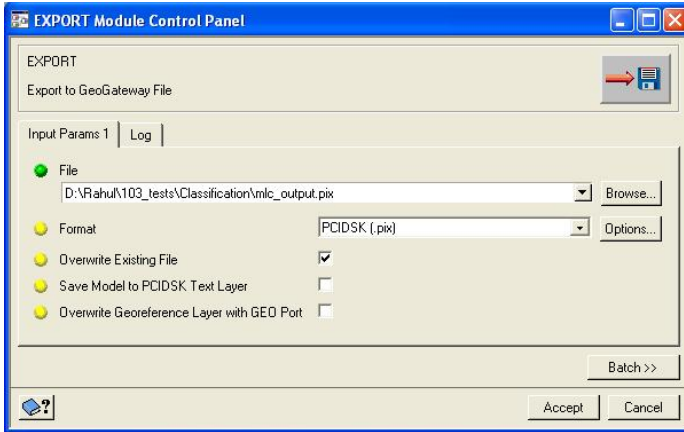 EXPORT Module Control Panel
EXPORT
Export to GeoGateway File
Input Params 1 Log
File
D:\Rahul\103_tests\Classification\mlc_output.pix Browse...
Format PCIDSK (.pix) Options...
Overwrite Existing File
Save Model to PCIDSK Text Layer
Overwrite Georeference Layer with GEO Port
Batch >>
? Accept Cancel